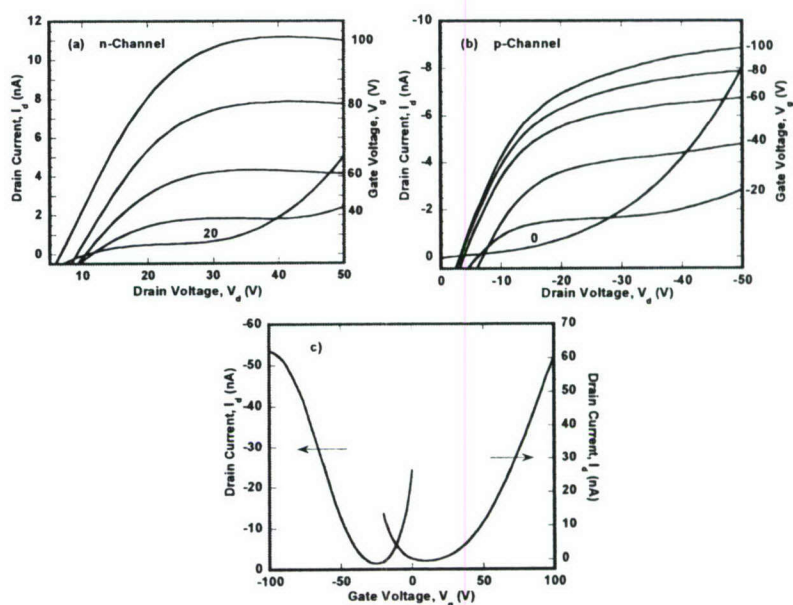 (a) n-Channel
12
10
8
6
4
2
0
Drain Current, I_d (nA)
100
80
60
40
20
Gate Voltage, V_g (V)
10 20 30 40 50
Drain Voltage, V_d (V)
(b) p-Channel
-10
-8
-6
-4
-2
0
Drain Current, I_d (nA)
-100
-80
-60
-40
-20
0
Gate Voltage, V_g (V)
0 -10 -20 -30 -40 -50
Drain Voltage, V_d (V)
c)
-60
-50
-40
-30
-20
-10
0
Drain Current, I_d (nA)
70
60
50
40
30
20
10
0
Drain Current, I_d (nA)
-100 -50 0 50 100
Gate Voltage, V_g (V)